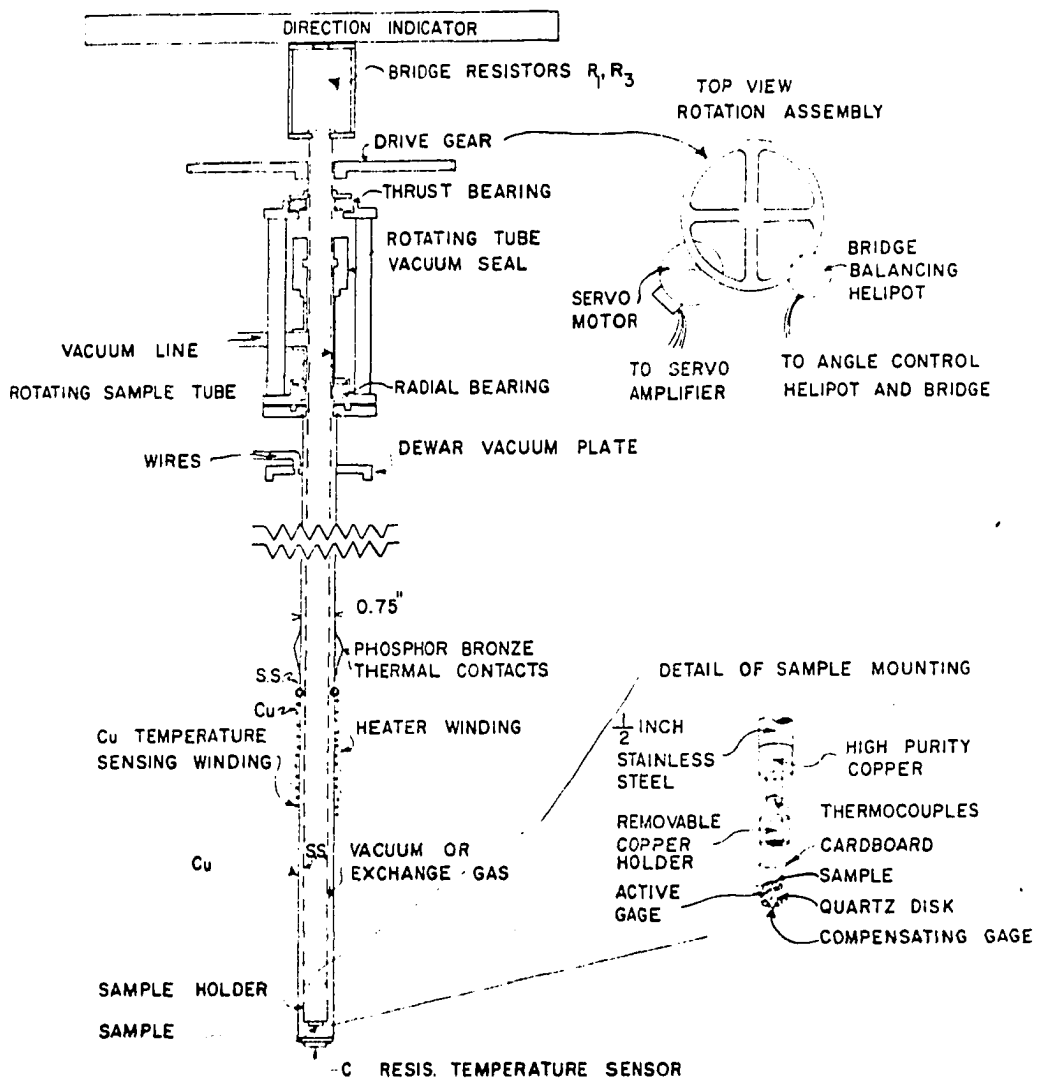 DIRECTION INDICATOR
BRIDGE RESISTORS R1, R3
DRIVE GEAR
THRUST BEARING
ROTATING TUBE
VACUUM SEAL
VACUUM LINE
ROTATING SAMPLE TUBE
RADIAL BEARING
WIRES
DEWAR VACUUM PLATE
TOP VIEW
ROTATION ASSEMBLY
BRIDGE
BALANCING
HELIPOT
SERVO
MOTOR
TO SERVO
AMPLIFIER
TO ANGLE CONTROL
HELIPOT AND BRIDGE
0.75"
PHOSPHOR BRONZE
THERMAL CONTACTS
S.S.
Cu
HEATER WINDING
Cu TEMPERATURE
SENSING WINDING
Cu
S.S.
VACUUM OR
EXCHANGE GAS
SAMPLE HOLDER
SAMPLE
C RESIS. TEMPERATURE SENSOR
DETAIL OF SAMPLE MOUNTING
1/2 INCH
STAINLESS
STEEL
HIGH PURITY
COPPER
THERMOCOUPLES
REMOVABLE
COPPER
HOLDER
CARDBOARD
SAMPLE
ACTIVE
GAGE
QUARTZ DISK
COMPENSATING GAGE